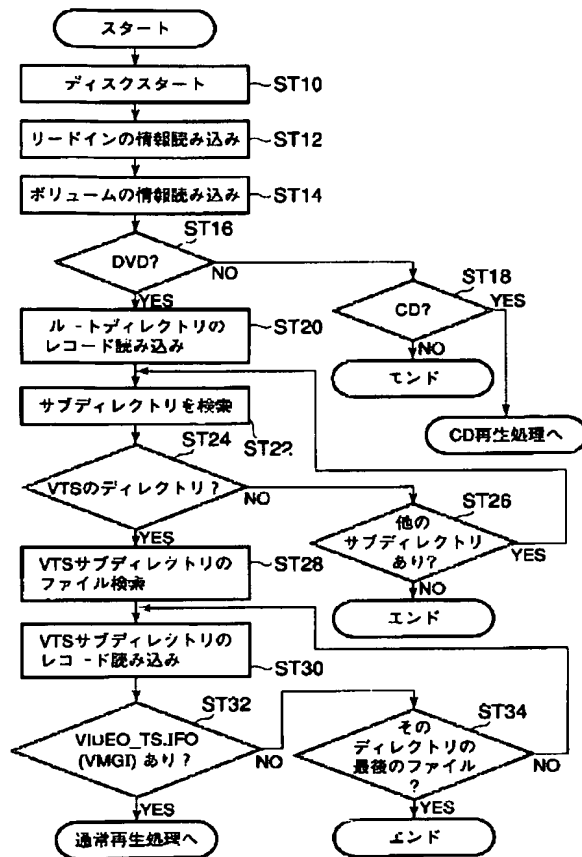 スタート
ディスクスタート
ST10
リードインの情報読み込み
ST12
ボリュームの情報読み込み
ST14
ST16
DVD?
NO
YES
ST18
CD?
YES
NO
エンド
CD再生処理へ
ルートディレクトリの
レコード読み込み
ST20
サブディレクトリを検索
ST22
ST24
VTSのディレクトリ?
NO
YES
ST26
他の
サブディレクトリ
あり?
YES
NO
エンド
VTSサブディレクトリの
ファイル検索
ST28
VTSサブディレクトリの
レコード読み込み
ST30
ST32
VIDEO_TS.IFO
(VMGI) あり?
NO
YES
通常再生処理へ
ST34
その
ディレクトリの
最後のファイル
?
NO
YES
エンド